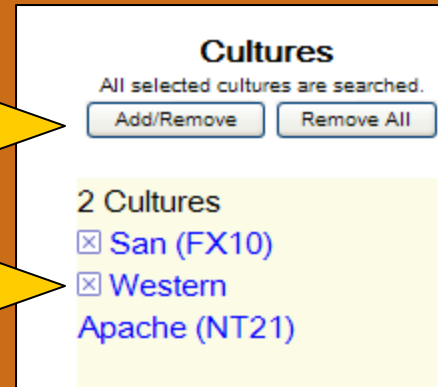 Cultures
All selected cultures are searched.
Add/Remove Remove All
2 Cultures
San (FX10)
Western
Apache (NT21)